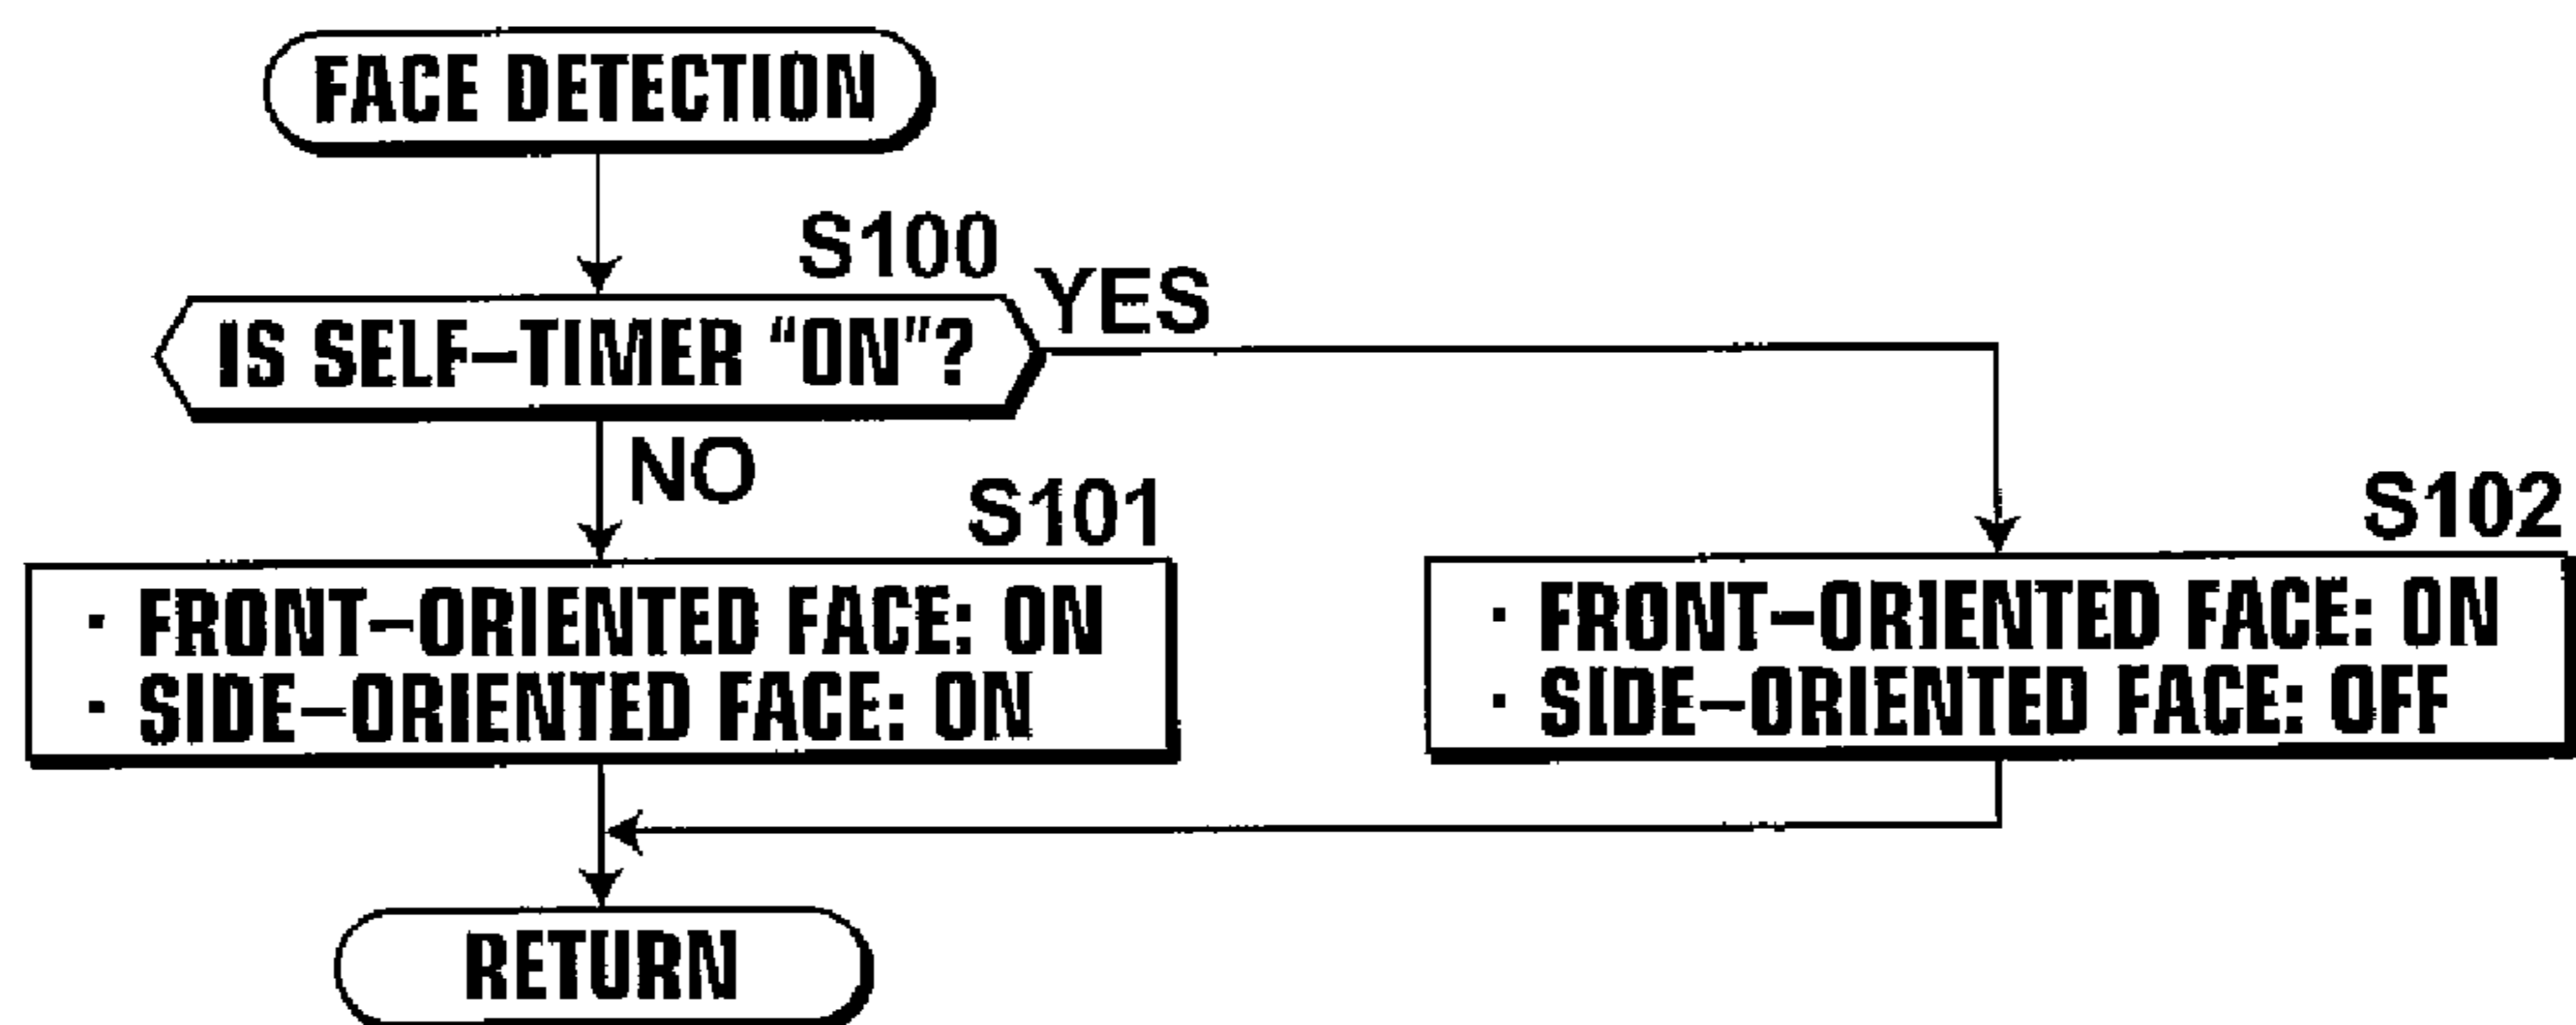 FACE DETECTION
S100
IS SELF–TIMER “ON”?
YES
NO
S101
· FRONT–ORIENTED FACE: ON
· SIDE–ORIENTED FACE: ON
S102
· FRONT–ORIENTED FACE: ON
· SIDE–ORIENTED FACE: OFF
RETURN